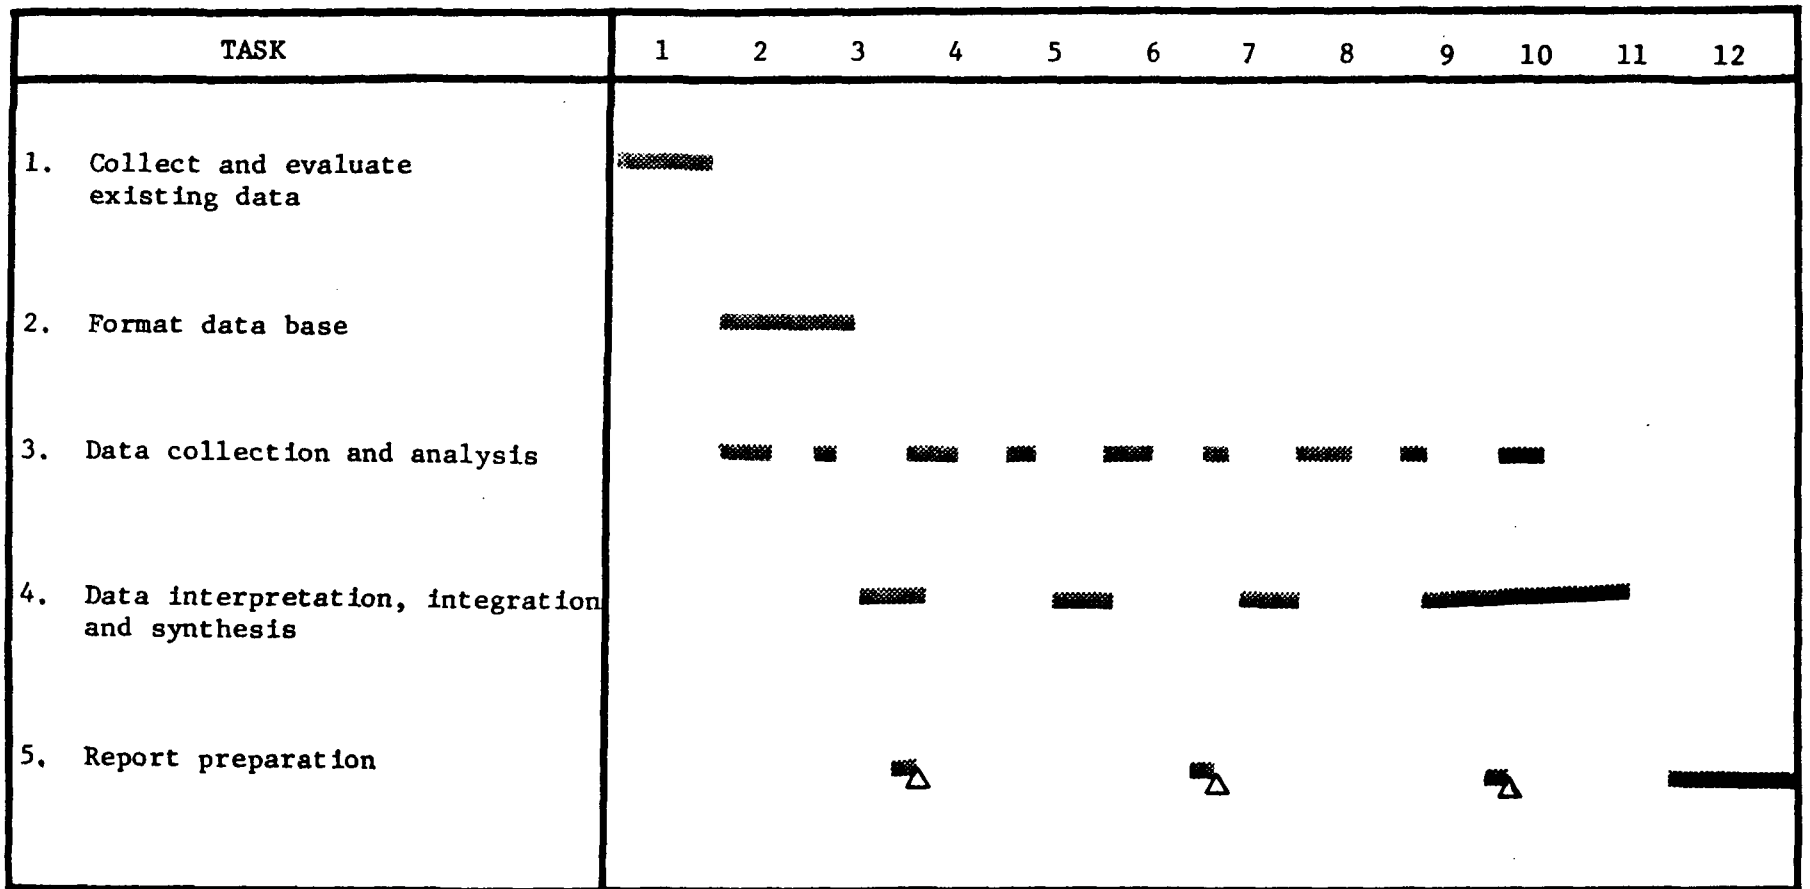 TASK 1 2 3 4 5 6 7 8 9 10 11 12
1. Collect and evaluate
existing data
2. Format data base
3. Data collection and analysis
4. Data interpretation, integration
and synthesis
5. Report preparation